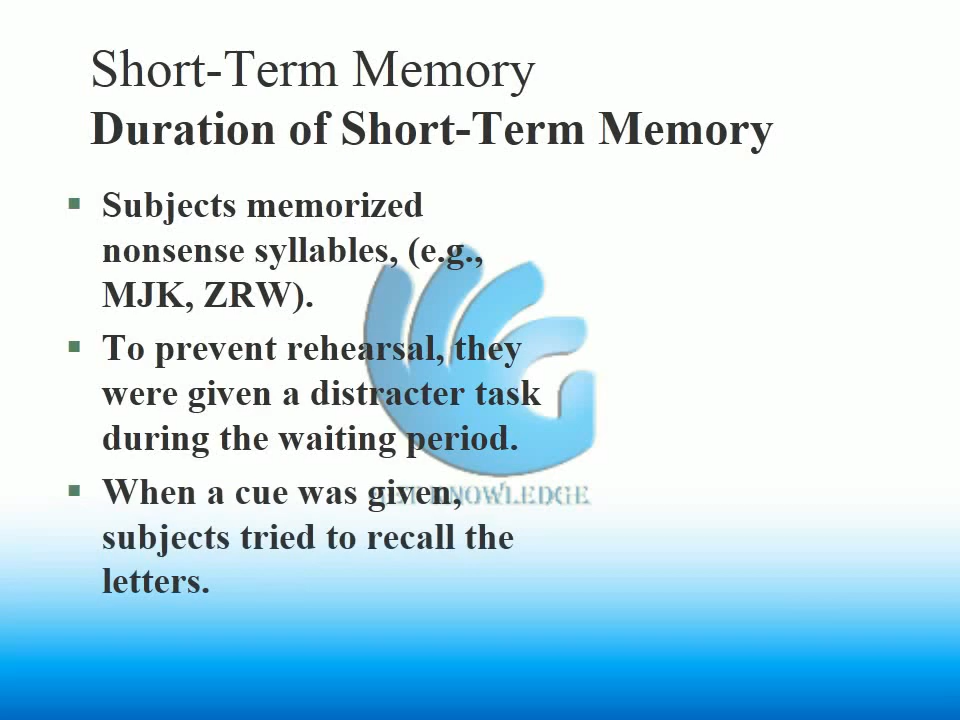 Short-Term Memory
Duration of Short-Term Memory
Subjects memorized
nonsense syllables, (e.g.,
MJK, ZRW).
To prevent rehearsal, they
were given a distracter task
during the waiting period.
When a cue was given,
subjects tried to recall the
letters.
KNOWLEDGE